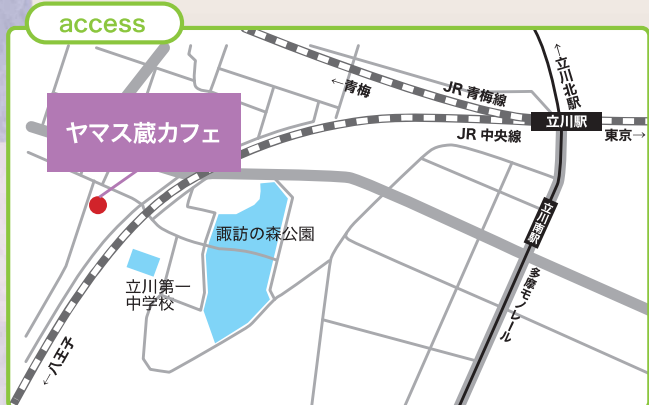 access
←立川北駅
←青梅
JR 青梅線
ヤマス蔵カフェ
立川駅
JR 中央線
東京→
立川南駅
諏訪の森公園
多摩モノレール
立川第一
中学校
←八王子